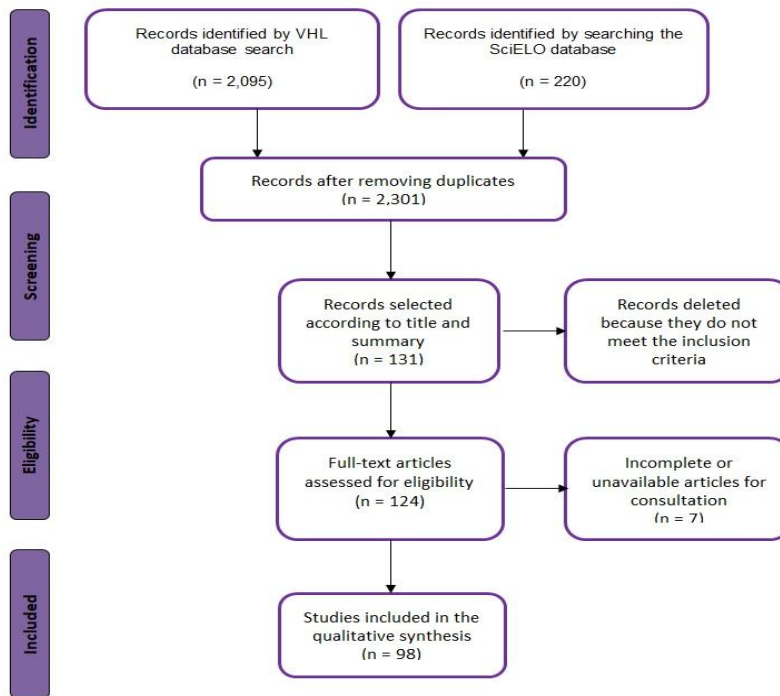 Identification
Records identified by VHL
database search
(n = 2,095)
Records identified by searching the
SciELO database
(n = 220)
Records after removing duplicates
(n = 2,301)
Screening
Records selected
according to title and
summary
(n = 131)
Records deleted
because they do not
meet the inclusion
criteria
Eligibility
Full-text articles
assessed for eligibility
(n = 124)
Incomplete or
unavailable articles for
consultation
(n = 7)
Included
Studies included in the
qualitative synthesis
(n = 98)